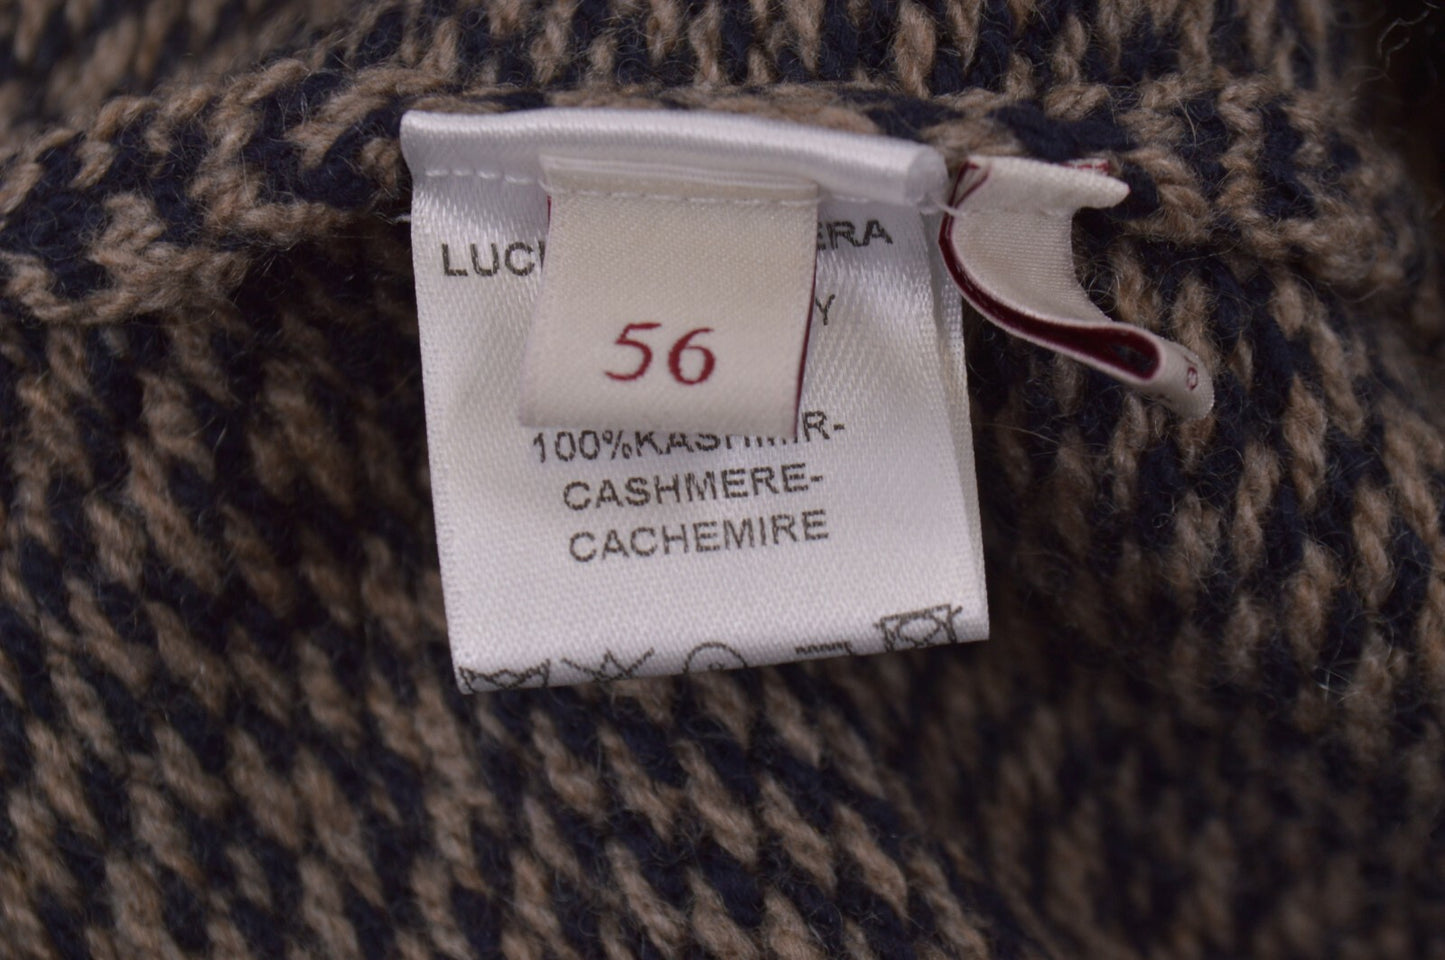 56
100%KASHMIR-
CASHMERE-
CACHEMIRE